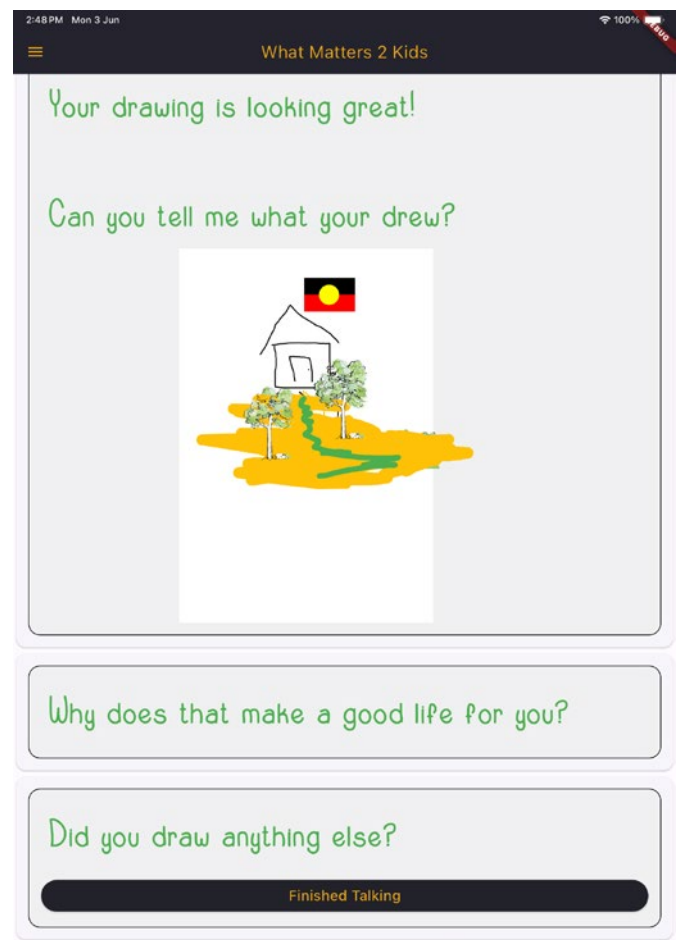 2:48 PM Mon 3 Jun 100%
DEBUG
What Matters 2 Kids
Your drawing is looking great!
Can you tell me what your drew?
Why does that make a good life for you?
Did you draw anything else?
Finished Talking